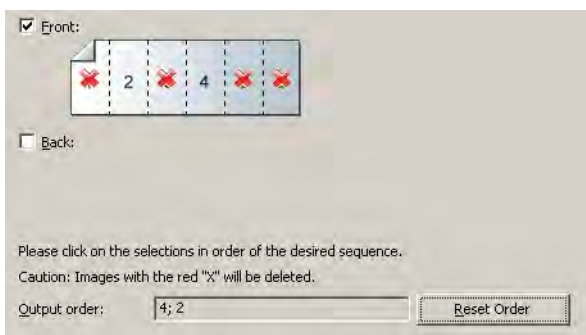 Front:
2 4
Back:
Please click on the selections in order of the desired sequence.
Caution: Images with the red "X" will be deleted.
Output order: 4; 2 Reset Order